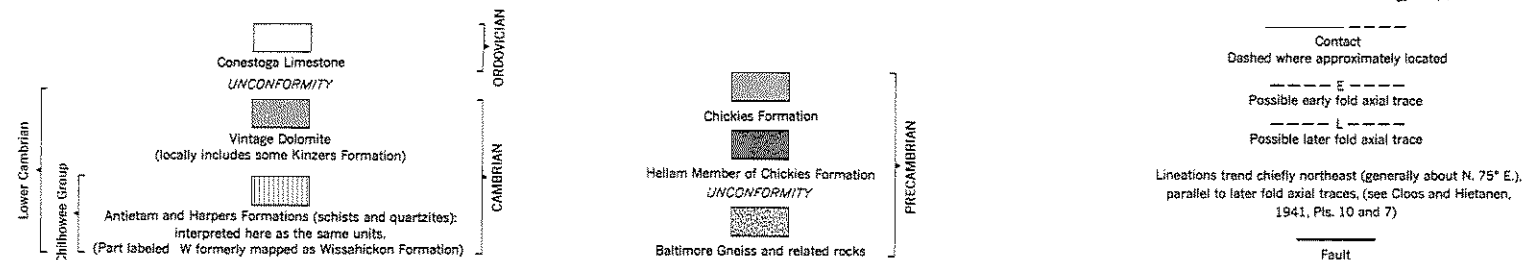 Conestoga Limestone
UNCONFORMITY
Vintage Dolomite
(locally includes some Kinzers Formation)
Antietam and Harpers Formations (schists and quartzites):
interpreted here as the same units.
(Part labeled W formerly mapped as Wissahickon Formation)
Lower Cambrian
Chilhowee Group
ORDOVICIAN
CAMBRIAN
Chickies Formation
Hellam Member of Chickies Formation
UNCONFORMITY
Baltimore Gneiss and related rocks
PRECAMBRIAN
Contact
Dashed where approximately located
E
Possible early fold axial trace
L
Possible later fold axial trace
Lineations trend chiefly northeast (generally about N. 75° E.),
parallel to later fold axial traces, (see Cloos and Hietanen,
1941, Pls. 10 and 7)
Fault